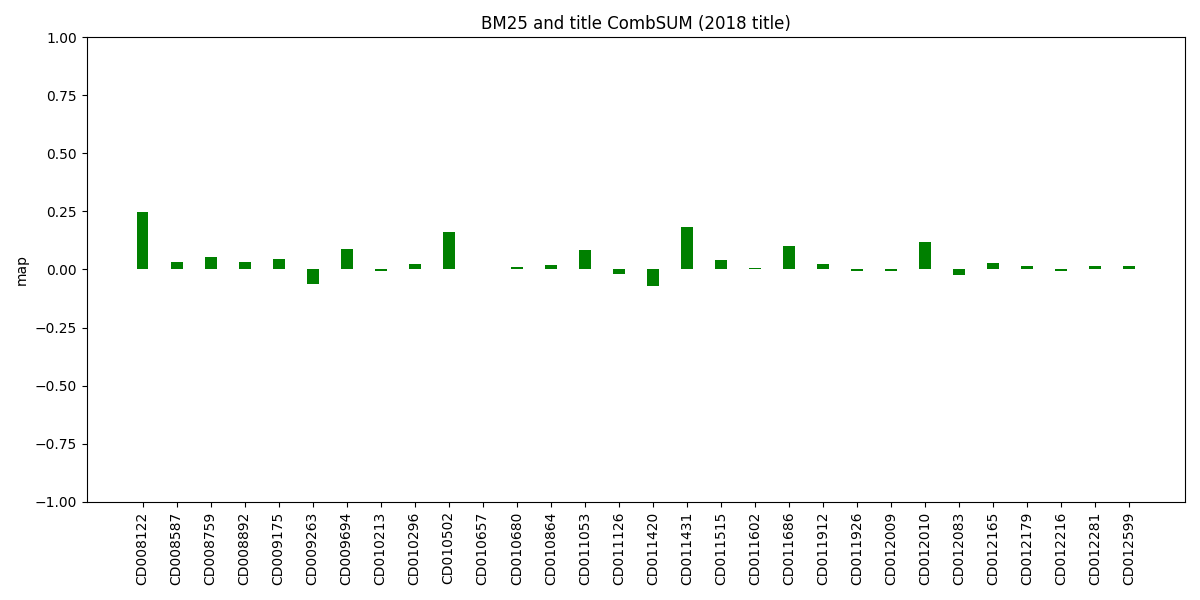 BM25 and title CombSUM (2018 title)
1.00
0.75
0.50
0.25
0.00
−0.25
−0.50
−0.75
−1.00
map
CD008122
CD008587
CD008759
CD008892
CD009175
CD009263
CD009694
CD010213
CD010296
CD010502
CD010657
CD010680
CD010864
CD011053
CD011126
CD011420
CD011431
CD011515
CD011602
CD011686
CD011912
CD011926
CD012009
CD012010
CD012083
CD012165
CD012179
CD012216
CD012281
CD012599